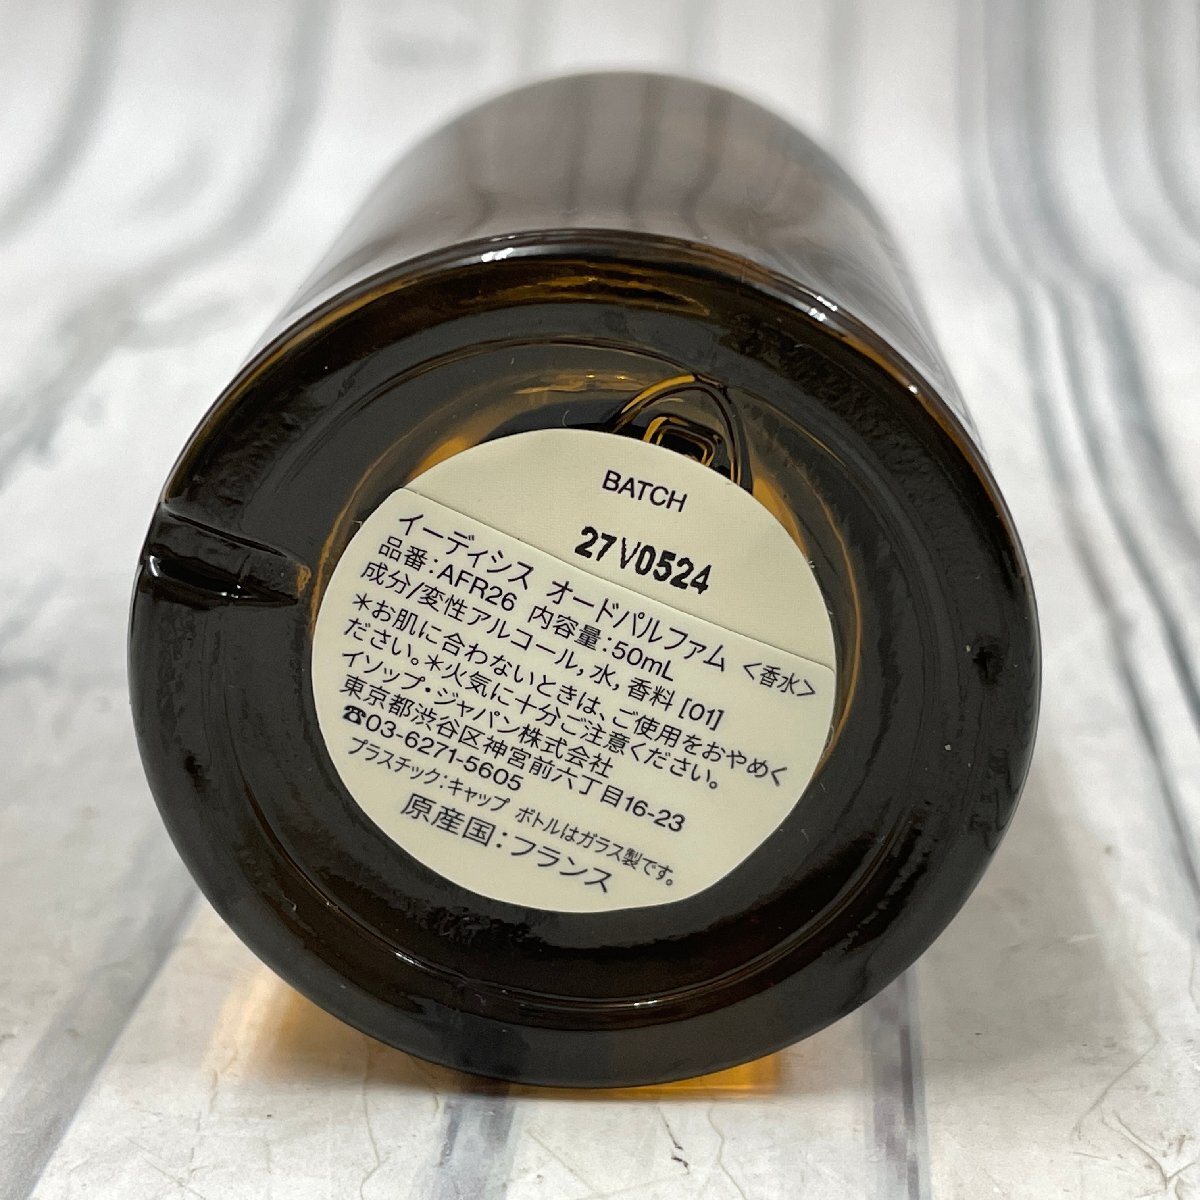 BATCH
27V0524
イーディシス オードパルファム <香水>
品番:AFR26 内容量:50mL
成分/変性アルコール, 水, 香料 [01]
*お肌に合わないときは、ご使用をおやめく
ださい。*火気に十分ご注意ください。
イソップ・ジャパン株式会社
東京都渋谷区神宮前六丁目16-23
☎03-6271-5605
プラスチック:キャップ ボトルはガラス製です。
原産国:フランス